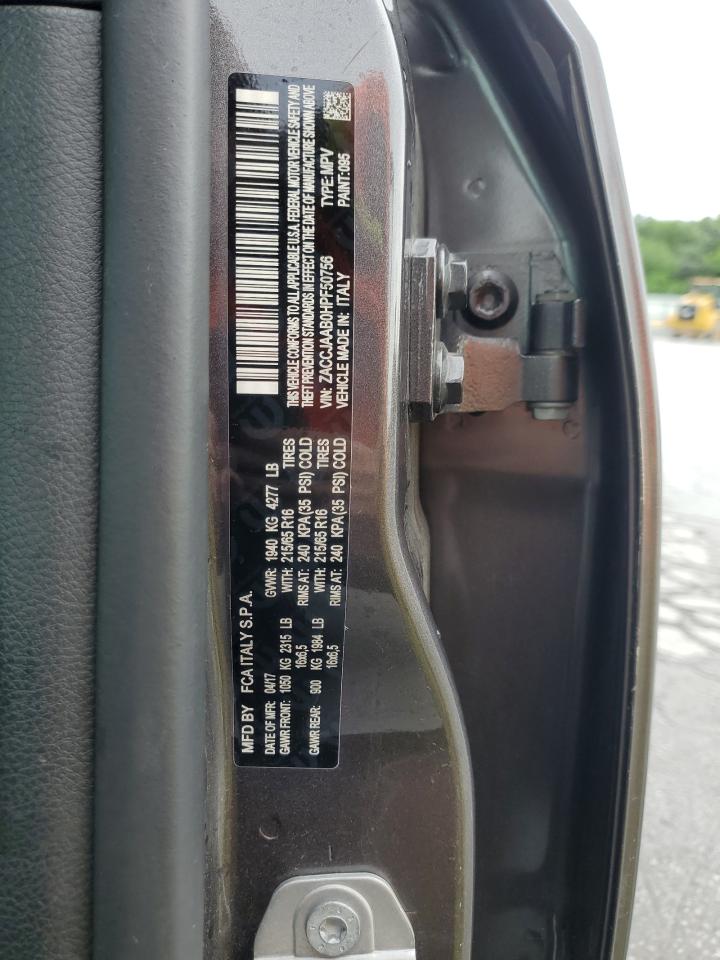 MFD BY FCA ITALY S.P.A.
DATE OF MFR: 04/17 GVWR: 1940 KG 4277 LB
GAWR FRONT: 1050 KG 2315 LB WITH: 215/65 R16 TIRES
16x6,5 RIMS AT: 240 KPA(35 PSI) COLD
GAWR REAR: 900 KG 1984 LB WITH: 215/65 R16 TIRES
16x6,5 RIMS AT: 240 KPA(35 PSI) COLD
THIS VEHICLE CONFORMS TO ALL APPLICABLE U.S.A. FEDERAL MOTOR VEHICLE SAFETY AND
THEFT PREVENTION STANDARDS IN EFFECT ON THE DATE OF MANUFACTURE SHOWN ABOVE
VIN: ZACCJAAB0HPF50756 TYPE:MPV
VEHICLE MADE IN: ITALY PAINT:095